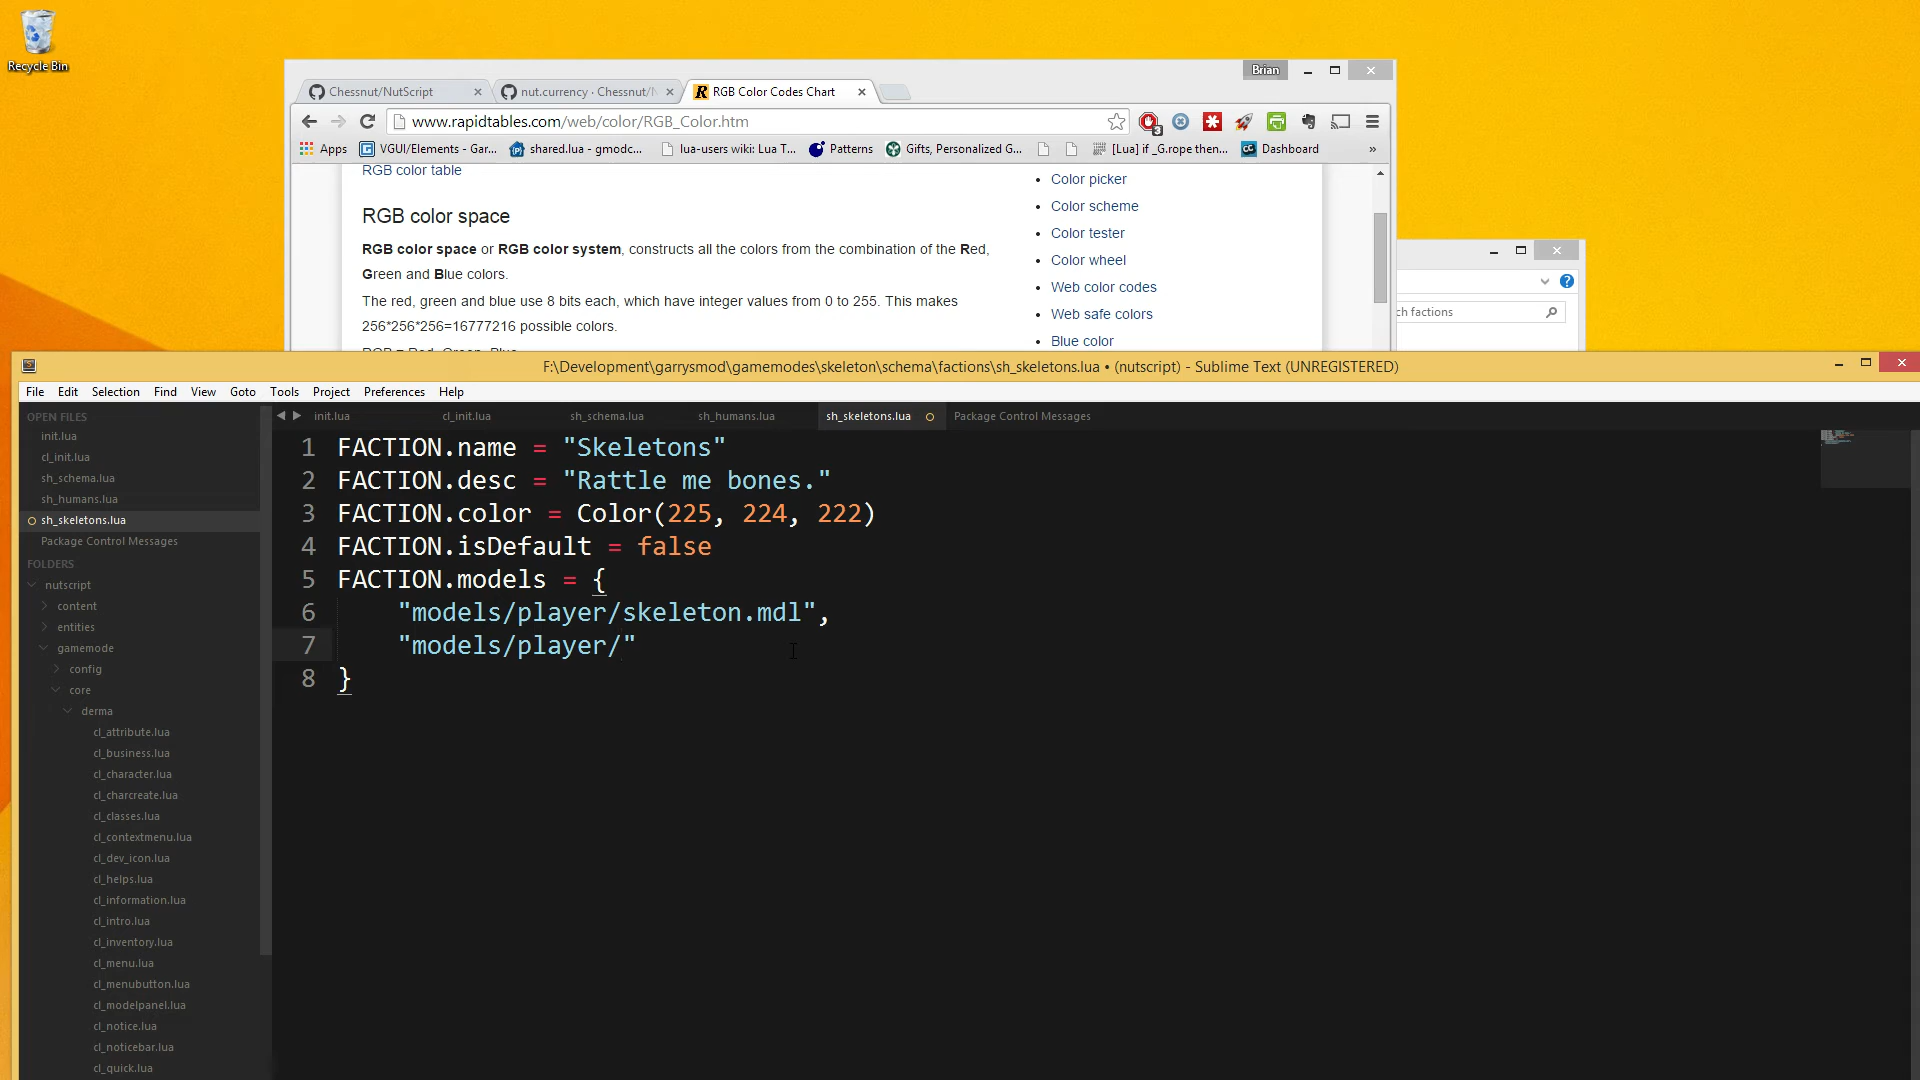 Recycle Bin
Brian
Chessnut/NutScript
nut.currency · Chessnut/N
RGB Color Codes Chart
www.rapidtables.com/web/color/RGB_Color.htm
3
Apps
VGUI/Elements - Gar...
shared.lua - gmodc...
lua-users wiki: Lua T...
Patterns
Gifts, Personalized G...
[Lua] if _G.rope then...
Dashboard
»
RGB color table
RGB color space
RGB color space or RGB color system, constructs all the colors from the combination of the Red,
Green and Blue colors.
The red, green and blue use 8 bits each, which have integer values from 0 to 255. This makes
256*256*256=16777216 possible colors.
Color picker
Color scheme
Color tester
Color wheel
Web color codes
Web safe colors
Blue color
ch factions
F:\Development\garrysmod\gamemodes\skeleton\schema\factions\sh_skeletons.lua • (nutscript) - Sublime Text (UNREGISTERED)
File Edit Selection Find View Goto Tools Project Preferences Help
OPEN FILES
init.lua
cl_init.lua
sh_schema.lua
sh_humans.lua
sh_skeletons.lua
Package Control Messages
FOLDERS
nutscript
content
entities
gamemode
config
core
derma
cl_attribute.lua
cl_business.lua
cl_character.lua
cl_charcreate.lua
cl_classes.lua
cl_contextmenu.lua
cl_dev_icon.lua
cl_helps.lua
cl_information.lua
cl_intro.lua
cl_inventory.lua
cl_menu.lua
cl_menubutton.lua
cl_modelpanel.lua
cl_notice.lua
cl_noticebar.lua
cl_quick.lua
init.lua
cl_init.lua
sh_schema.lua
sh_humans.lua
sh_skeletons.lua
Package Control Messages
1 FACTION.name = "Skeletons"
2 FACTION.desc = "Rattle me bones."
3 FACTION.color = Color(225, 224, 222)
4 FACTION.isDefault = false
5 FACTION.models = {
6 "models/player/skeleton.mdl",
7 "models/player/"
8 }